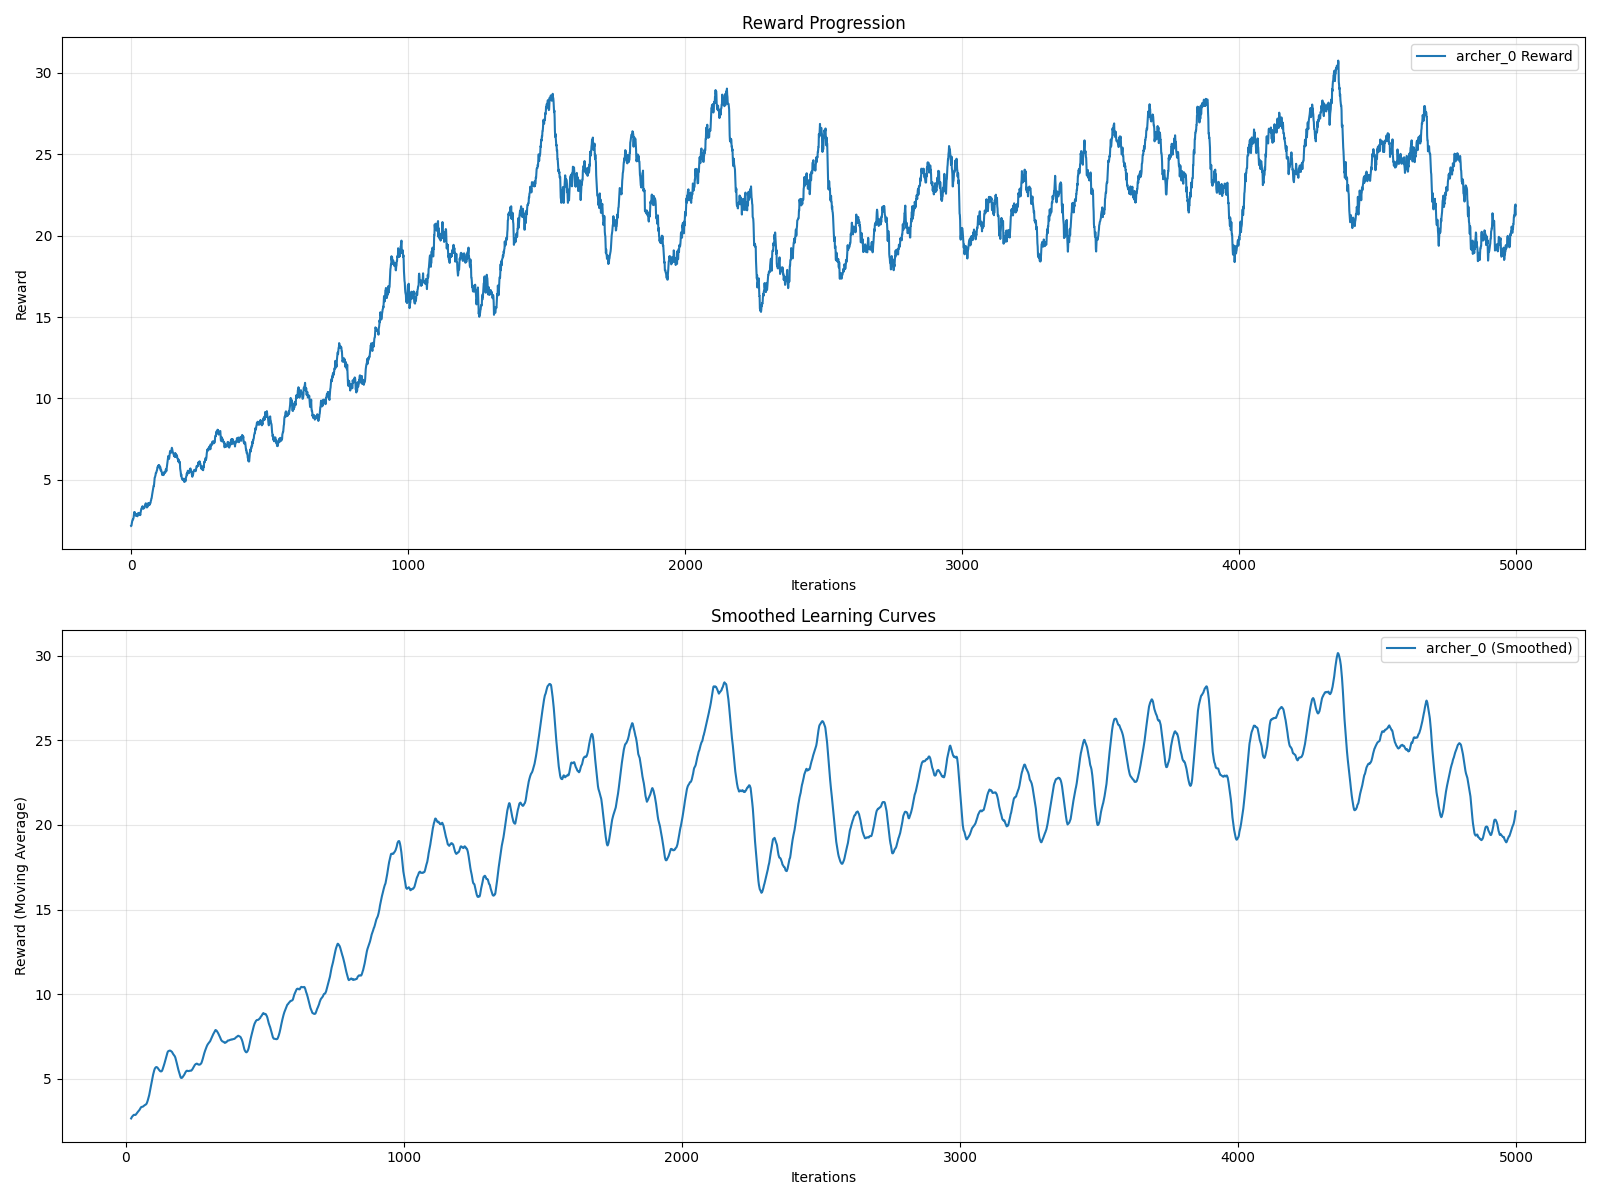 Reward Progression
archer_0 Reward
30
25
20
15
10
5
Reward
0 1000 2000 3000 4000 5000
Iterations
Smoothed Learning Curves
archer_0 (Smoothed)
30
25
20
15
10
5
Reward (Moving Average)
0 1000 2000 3000 4000 5000
Iterations